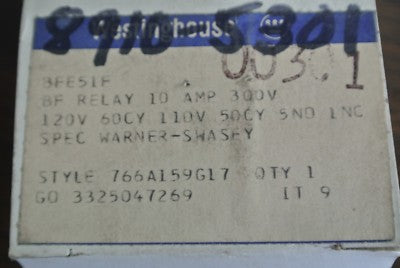 Westinghouse
8910-5301
00301
BFE51F
BF RELAY 10 AMP 300V
120V 60CY 110V 50CY 5NO 1NC
SPEC WARNER-SWASEY
STYLE 766A159G17 QTY 1
GO 3325047269 IT 9